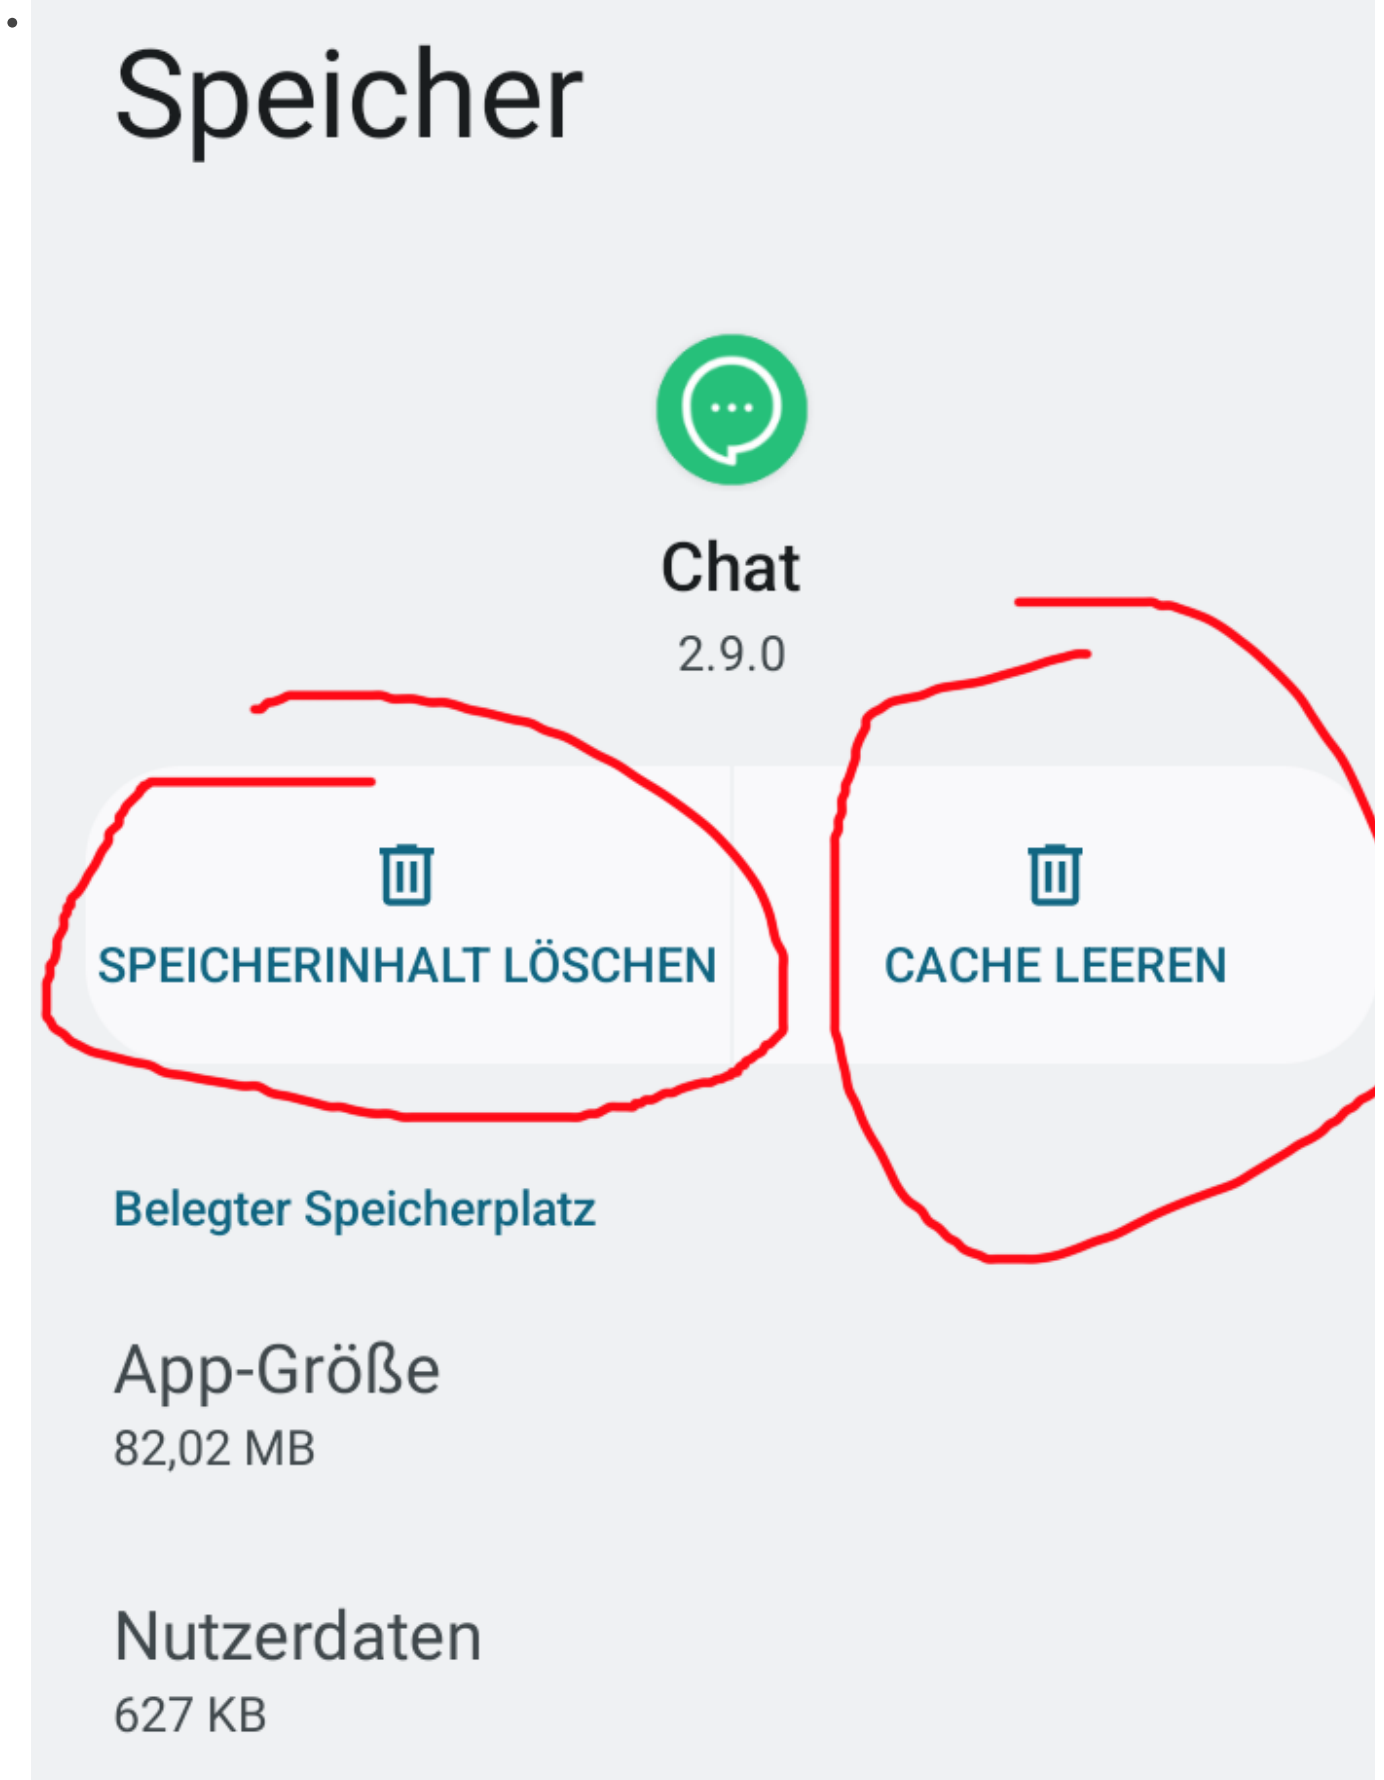 Speicher
Chat
2.9.0
SPEICHERINHALT LÖSCHEN
CACHE LEEREN
Belegter Speicherplatz
App-Größe
82,02 MB
Nutzerdaten
627 KB